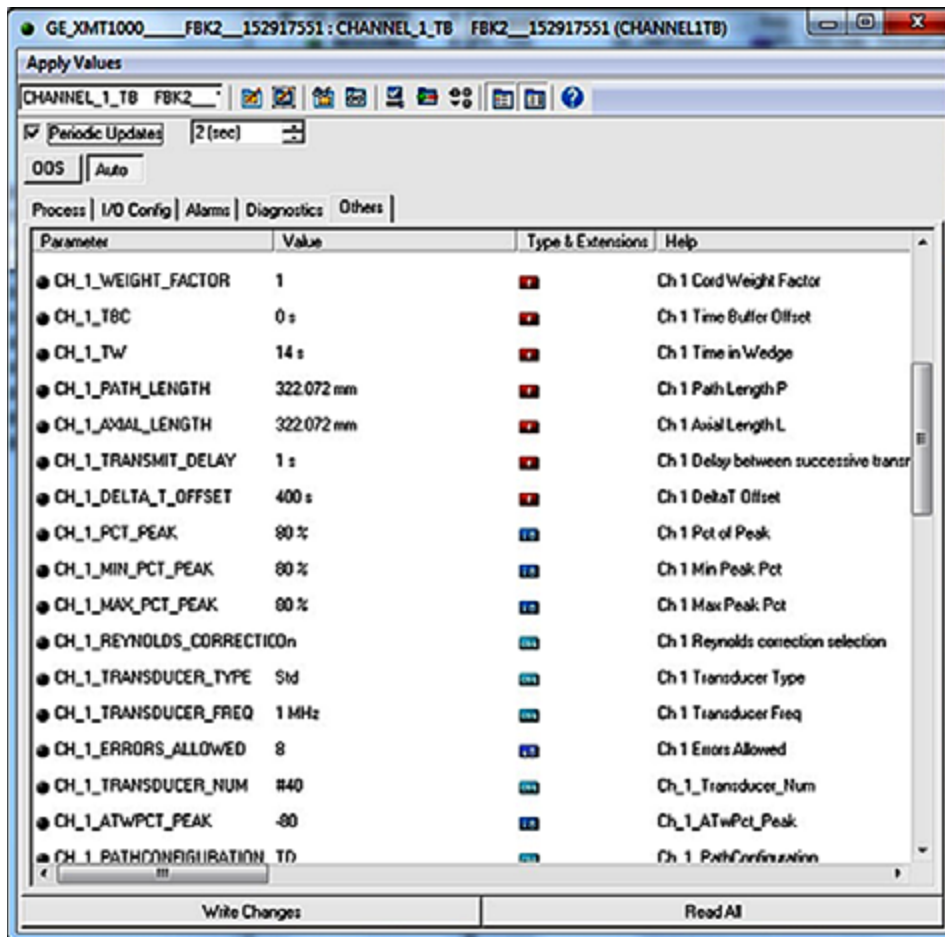 GE_XMT1000_____FBK2__152917551 : CHANNEL_1_TB FBK2__152917551 (CHANNEL1TB)
Apply Values
CHANNEL_1_TB FBK2__
Periodic Updates 2 (sec)
OOS Auto
Process I/O Config Alarms Diagnostics Others
Parameter Value Type & Extensions Help
CH_1_WEIGHT_FACTOR 1 Ch 1 Cord Weight Factor
CH_1_TBC 0 s Ch 1 Time Buffer Offset
CH_1_TW 14 s Ch 1 Time in Wedge
CH_1_PATH_LENGTH 322.072 mm Ch 1 Path Length P
CH_1_AXIAL_LENGTH 322.072 mm Ch 1 Axial Length L
CH_1_TRANSMIT_DELAY 1 s Ch 1 Delay between successive transr
CH_1_DELTA_T_OFFSET 400 s Ch 1 DeltaT Offset
CH_1_PCT_PEAK 80 % Ch 1 Pct of Peak
CH_1_MIN_PCT_PEAK 80 % Ch 1 Min Peak Pct
CH_1_MAX_PCT_PEAK 80 % Ch 1 Max Peak Pct
CH_1_REYNOLDS_CORRECTIC On Ch 1 Reynolds correction selection
CH_1_TRANSDUCER_TYPE Std Ch 1 Transducer Type
CH_1_TRANSDUCER_FREQ 1 MHz Ch 1 Transducer Freq
CH_1_ERRORS_ALLOWED 8 Ch 1 Errors Allowed
CH_1_TRANSDUCER_NUM #40 Ch_1_Transducer_Num
CH_1_ATWPCT_PEAK -80 Ch_1_ATwPct_Peak
CH_1_PATHCONFIGURATION TD Ch_1_PathConfiguration
Write Changes Read All